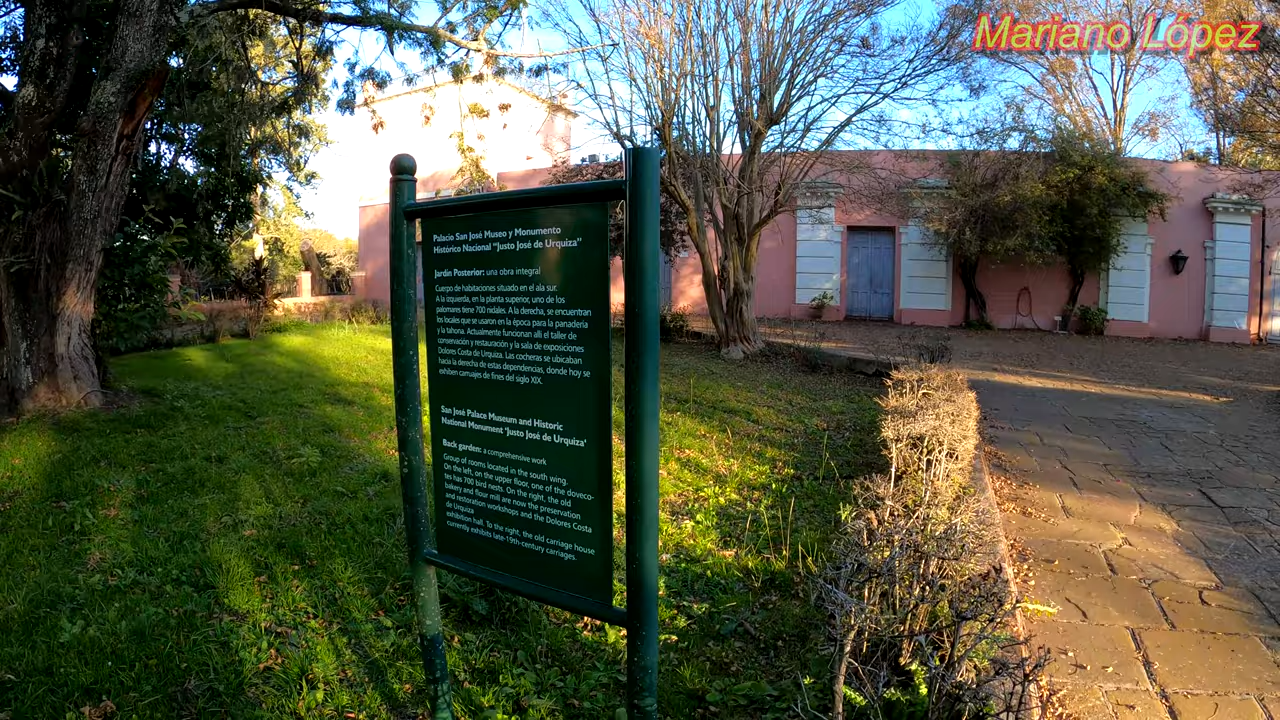 Mariano López
Palacio San José Museo y Monumento
Histórico Nacional "Justo José de Urquiza"
Jardín Posterior: una obra integral
Cuerpo de habitaciones situado en el ala sur.
A la izquierda, en la planta superior, uno de los
palomares tiene 700 nidales. A la derecha, se encuentran
los locales que se usaron en la época para la panadería
y la tahona. Actualmente funcionan allí el taller de
conservación y restauración y la sala de exposiciones
Dolores Costa de Urquiza. Las cocheras se ubicaban
hacia la derecha de estas dependencias, donde hoy se
exhiben carruajes de fines del siglo XIX.
San José Palace Museum and Historic
National Monument 'Justo José de Urquiza'
Back garden: a comprehensive work
Group of rooms located in the south wing.
On the left, on the upper floor, one of the doveco-
tes has 700 bird nests. On the right, the old
bakery and flour mill are now the preservation
and restoration workshops and the Dolores Costa
de Urquiza
exhibition hall. To the right, the old carriage house
currently exhibits late-19th-century carriages.